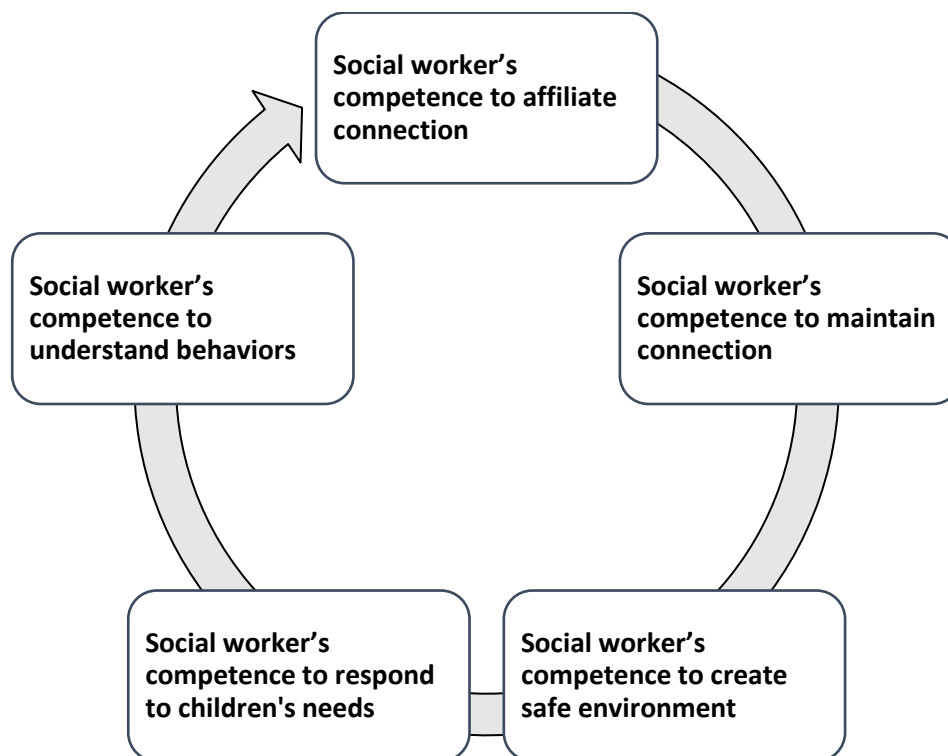 Social worker’s
competence to affiliate
connection
Social worker’s
competence to maintain
connection
Social worker’s
competence to create
safe environment
Social worker’s
competence to respond
to children's needs
Social worker’s
competence to
understand behaviors